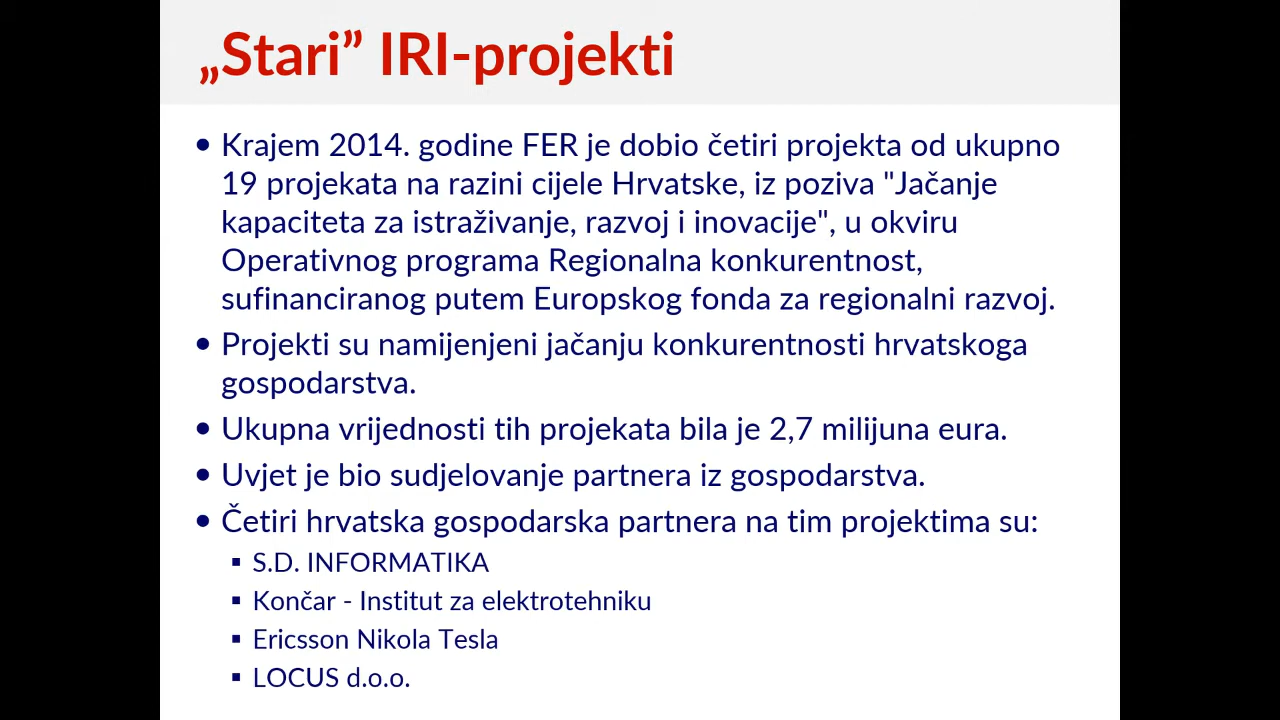 „Stari” IRI-projekti
• Krajem 2014. godine FER je dobio četiri projekta od ukupno
19 projekata na razini cijele Hrvatske, iz poziva "Jačanje
kapaciteta za istraživanje, razvoj i inovacije", u okviru
Operativnog programa Regionalna konkurentnost,
sufinanciranog putem Europskog fonda za regionalni razvoj.
• Projekti su namijenjeni jačanju konkurentnosti hrvatskoga
gospodarstva.
• Ukupna vrijednosti tih projekata bila je 2,7 milijuna eura.
• Uvjet je bio sudjelovanje partnera iz gospodarstva.
• Četiri hrvatska gospodarska partnera na tim projektima su:
▪ S.D. INFORMATIKA
▪ Končar - Institut za elektrotehniku
▪ Ericsson Nikola Tesla
▪ LOCUS d.o.o.